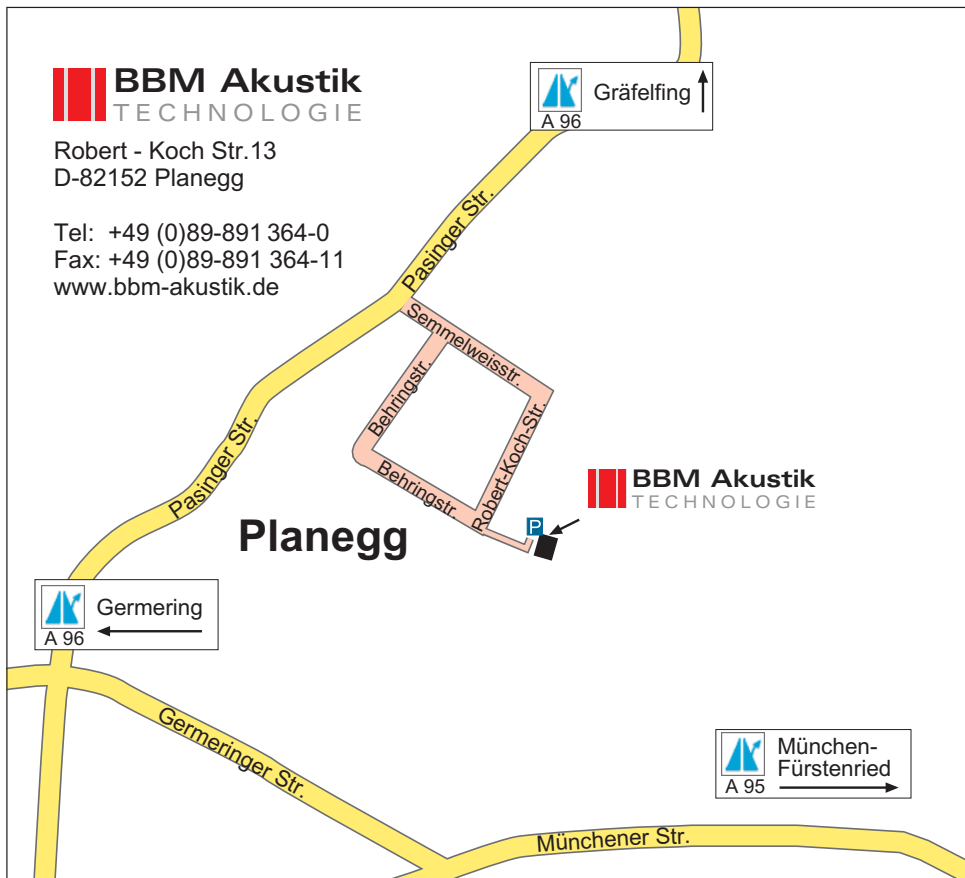 BBM Akustik
TECHNOLOGIE
Robert - Koch Str.13
D-82152 Planegg
Tel: +49 (0)89-891 364-0
Fax: +49 (0)89-891 364-11
www.bbm-akustik.de
Gräfelfing
A 96
Pasinger Str.
Semmelweisstr.
Behringstr.
Robert-Koch-Str.
Behringstr.
Pasinger Str.
BBM Akustik
TECHNOLOGIE
P
Planegg
Germering
A 96
Germeringer Str.
München-
Fürstenried
A 95
Münchener Str.